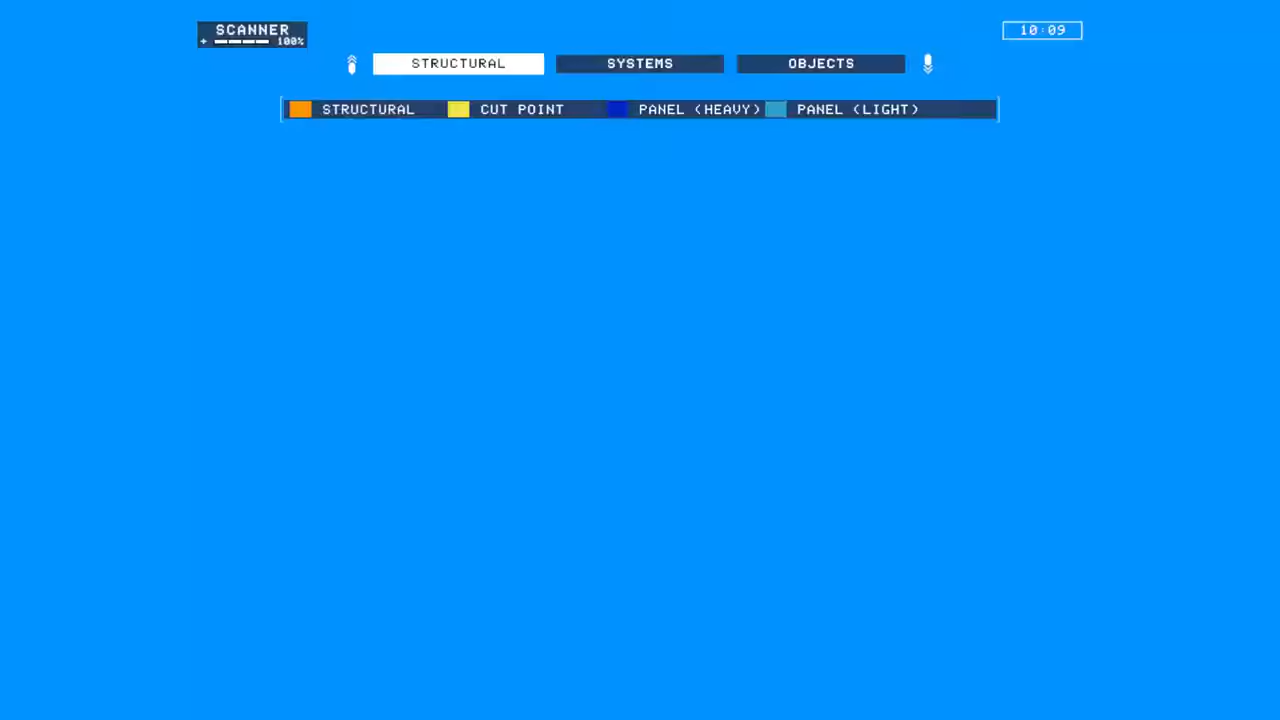 SCANNER
+ 100%
10:09
STRUCTURAL SYSTEMS OBJECTS
STRUCTURAL CUT POINT PANEL (HEAVY) PANEL (LIGHT)